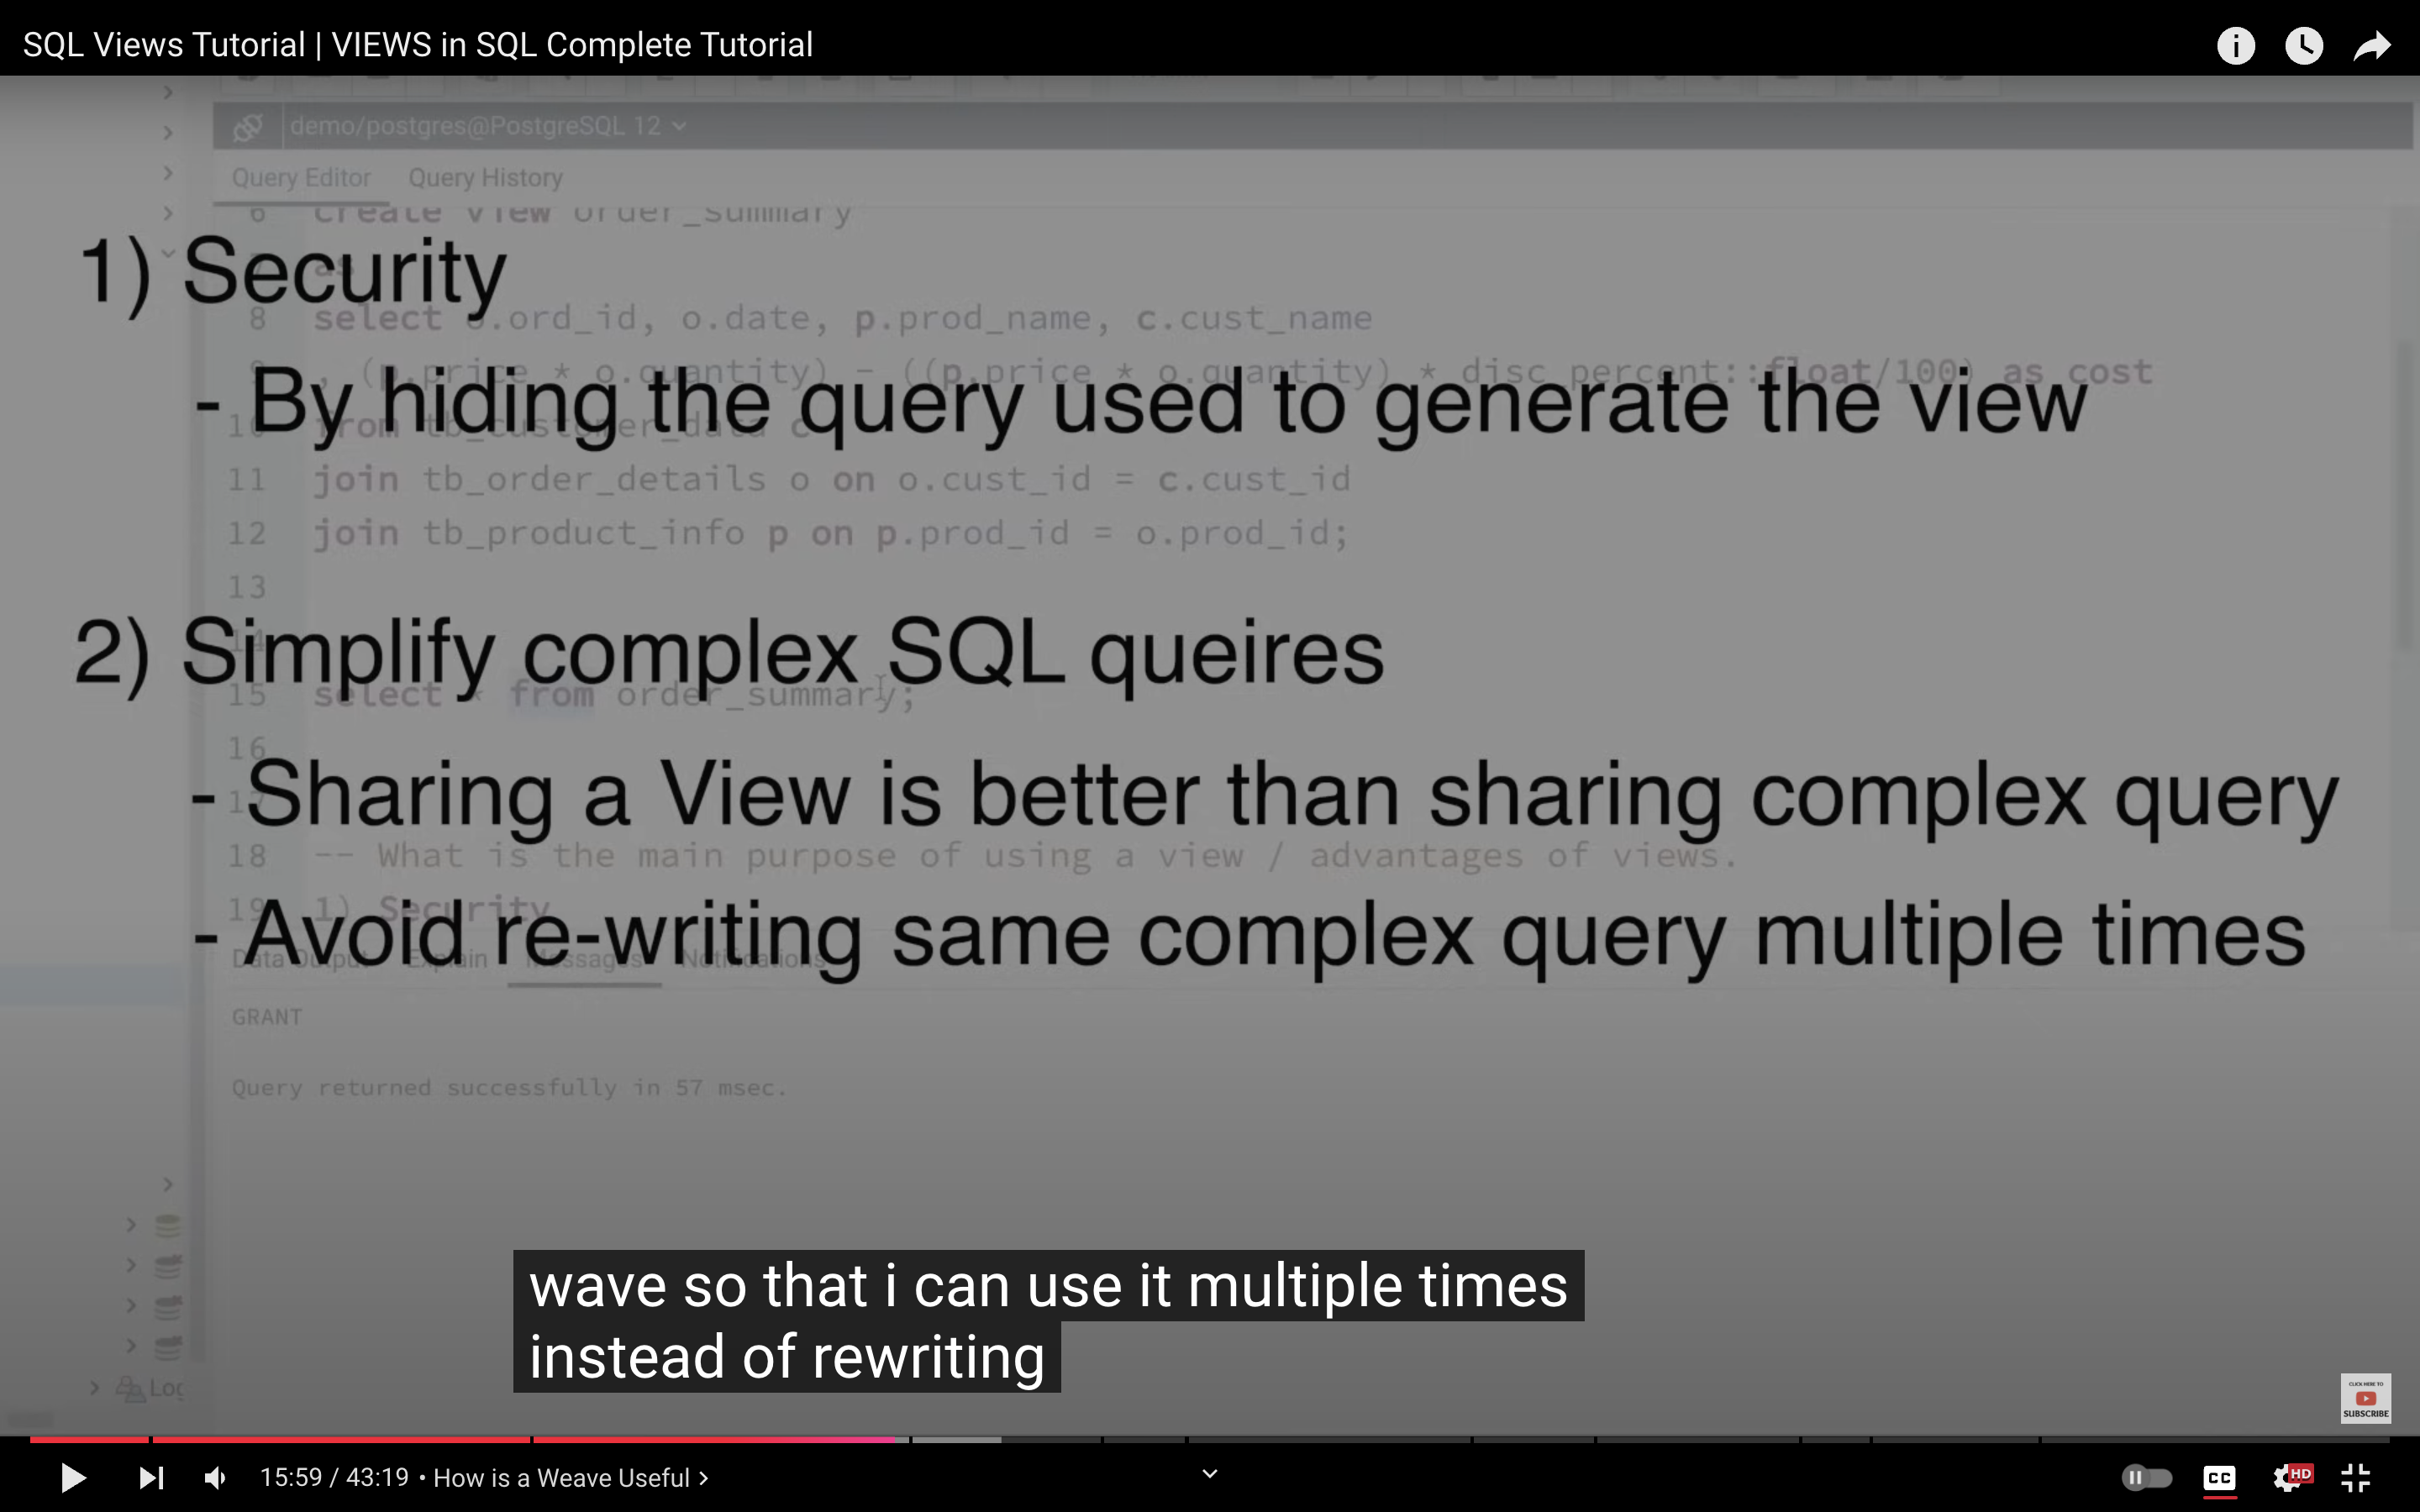 SQL Views Tutorial | VIEWS in SQL Complete Tutorial
demo/postgres@PostgreSQL 12
Query Editor Query History
6 create view order_summary
1) Security
as
8 select o.ord_id, o.date, p.prod_name, c.cust_name
9 , (p.price * o.quantity) - ((p.price * o.quantity) * disc_percent::float/100) as cost
- By hiding the query used to generate the view
10 from tb_customer_data c
11 join tb_order_details o on o.cust_id = c.cust_id
12 join tb_product_info p on p.prod_id = o.prod_id;
13
14
2) Simplify complex SQL queires
15 select * from order_summary;
16
- Sharing a View is better than sharing complex query
17
18 -- What is the main purpose of using a view / advantages of views.
19 1) Security
- Avoid re-writing same complex query multiple times
Data Output Explain Messages Notifications
GRANT
Query returned successfully in 57 msec.
wave so that i can use it multiple times
instead of rewriting
CLICK HERE TO
SUBSCRIBE
15:59 / 43:19 • How is a Weave Useful
CC
HD